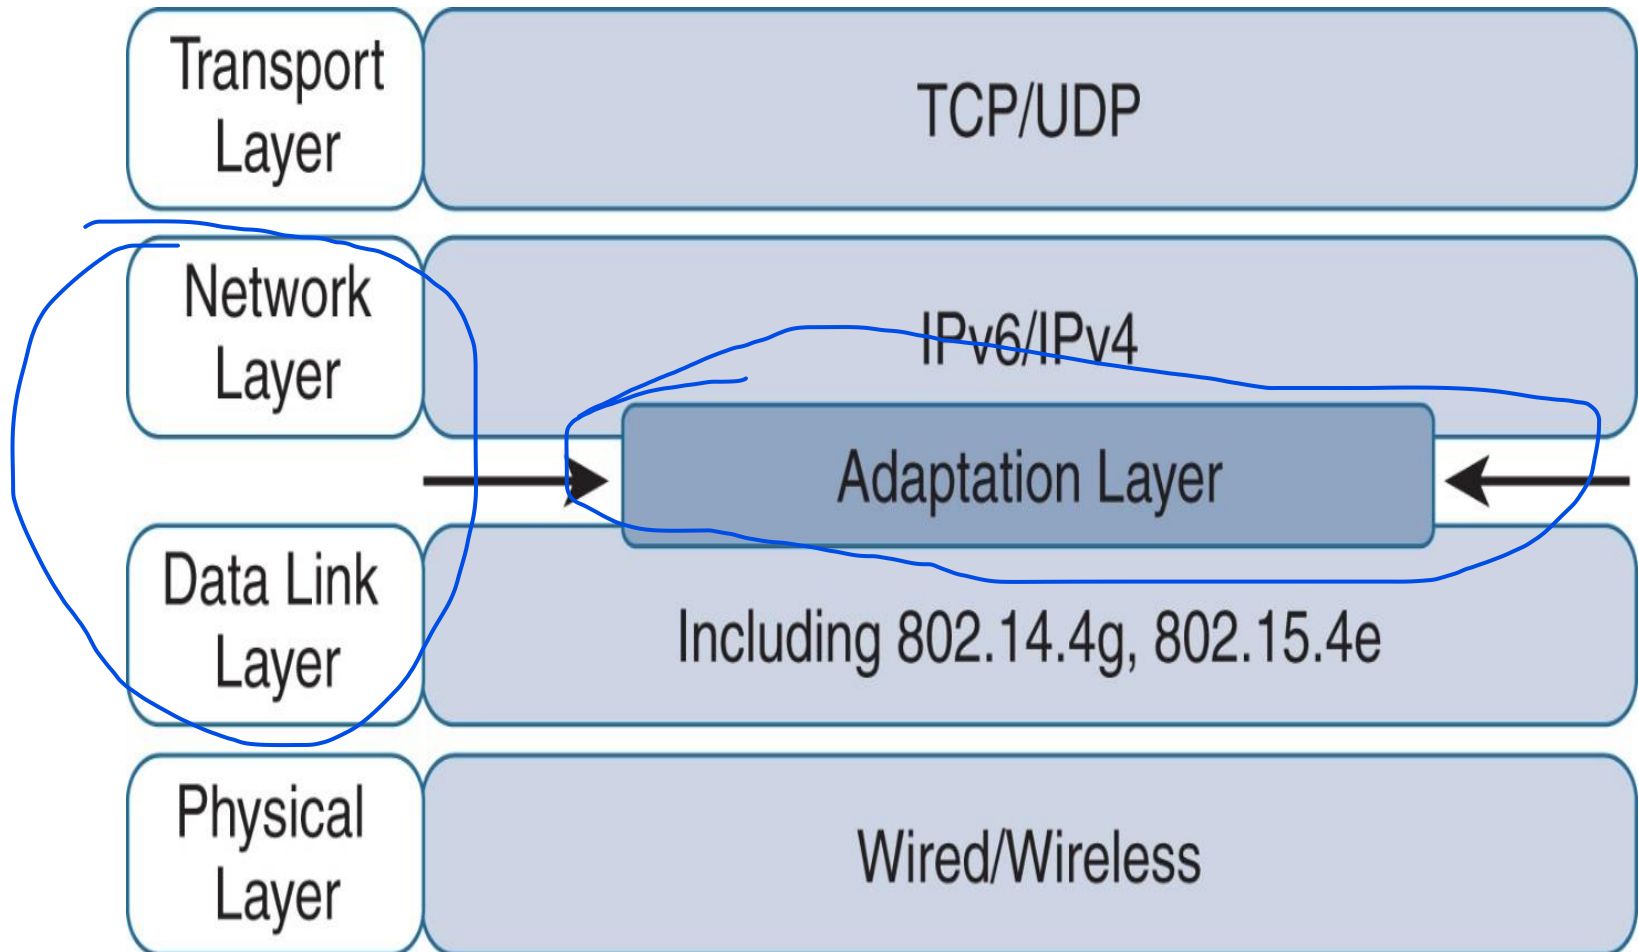 Transport
Layer
TCP/UDP
Network
Layer
IPv6/IPv4
Adaptation Layer
Data Link
Layer
Including 802.14.4g, 802.15.4e
Physical
Layer
Wired/Wireless